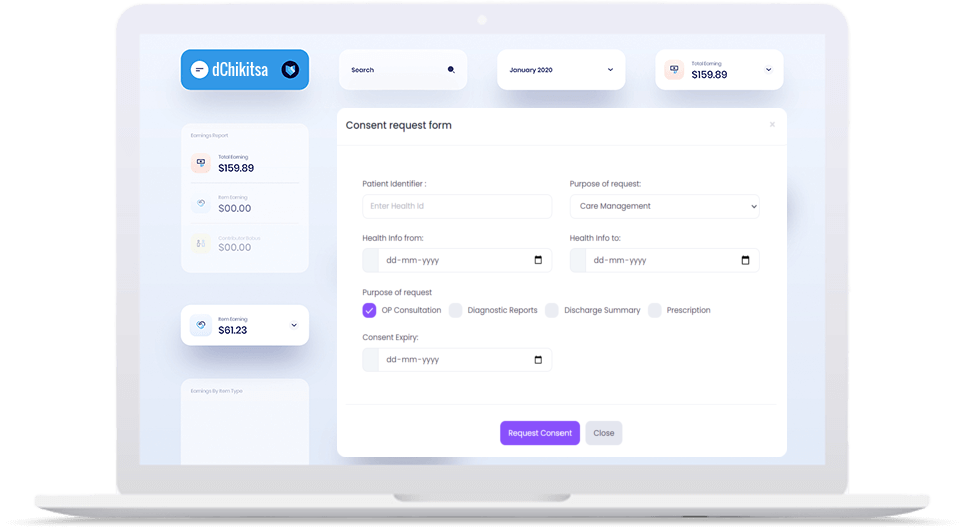 dChikitsa
Search
January 2020
Total Earning
$159.89
Earnings Report
Total Earning
$159.89
Item Earning
$00.00
$00.00
Item Earning
$61.23
Earnings By Item Type
Consent request form
×
Patient Identifier :
Purpose of request:
Enter Health Id
Care Management
Health Info from:
Health Info to:
dd-mm-yyyy
dd-mm-yyyy
Purpose of request
OP Consultation
Diagnostic Reports
Discharge Summary
Prescription
Consent Expiry:
dd-mm-yyyy
Request Consent
Close